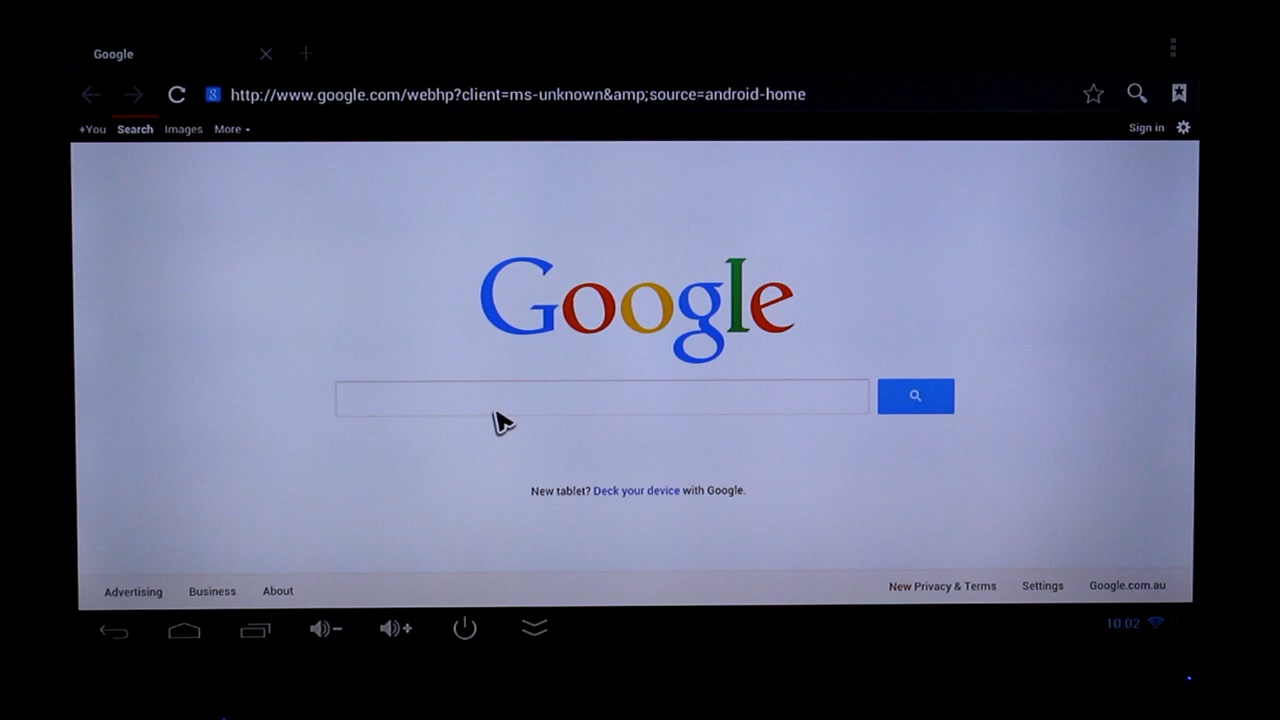 Google
http://www.google.com/webhp?client=ms-unknown&amp;source=android-home
+You Search Images More
Sign in
Google
New tablet? Deck your device with Google.
Advertising Business About
New Privacy & Terms Settings Google.com.au
10:02